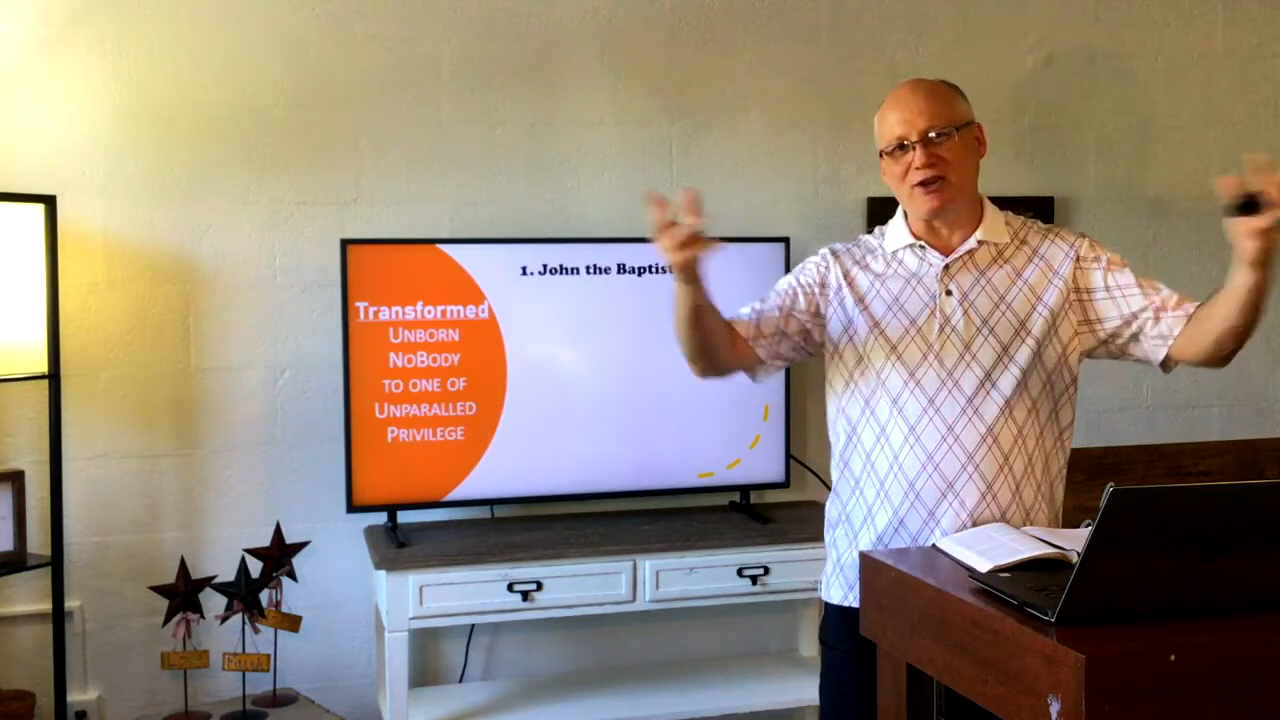 1. John the Baptist
Transformed
UNBORN
NOBODY
TO ONE OF
UNPARALLED
PRIVILEGE